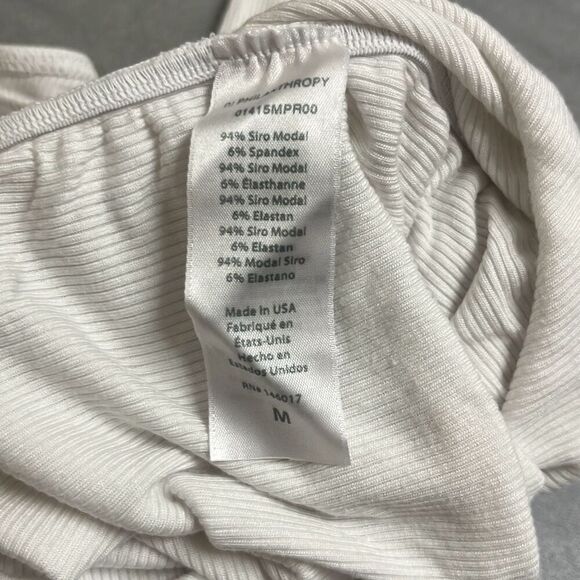 PHILANTHROPY
01415MPR00
94% Siro Modal
6% Spandex
94% Siro Modal
6% Élasthanne
94% Siro Modal
6% Elastan
94% Siro Modal
6% Elastan
94% Modal Siro
6% Elastano
Made in USA
Fabriqué en
États-Unis
Hecho en
Estados Unidos
RN# 146017
M